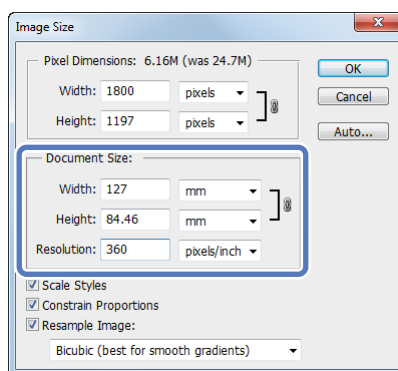 Image Size
Pixel Dimensions: 6.16M (was 24.7M)
Width: 1800 pixels
Height: 1197 pixels
OK
Cancel
Auto...
Document Size:
Width: 127 mm
Height: 84.46 mm
Resolution: 360 pixels/inch
Scale Styles
Constrain Proportions
Resample Image:
Bicubic (best for smooth gradients)